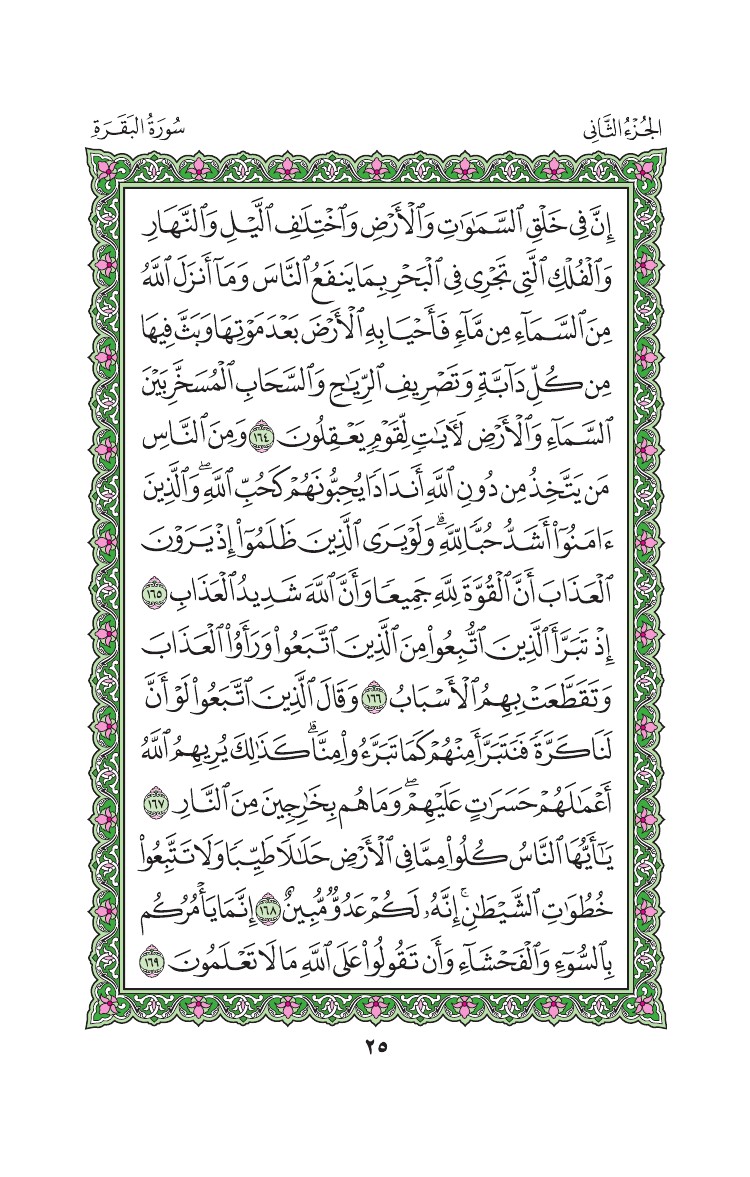 الجُزْءُ الثَّانِي
سُورَةُ البَقَرَةِ
إِنَّ فِي خَلْقِ ٱلسَّمَٰوَٰتِ وَٱلْأَرْضِ وَٱخْتِلَٰفِ ٱلَّيْلِ وَٱلنَّهَارِ
وَٱلْفُلْكِ ٱلَّتِي تَجْرِي فِي ٱلْبَحْرِ بِمَا يَنفَعُ ٱلنَّاسَ وَمَآ أَنزَلَ ٱللَّهُ
مِنَ ٱلسَّمَآءِ مِن مَّآءٍ فَأَحْيَا بِهِ ٱلْأَرْضَ بَعْدَ مَوْتِهَا وَبَثَّ فِيهَا
مِن كُلِّ دَآبَّةٍ وَتَصْرِيفِ ٱلرِّيَٰحِ وَٱلسَّحَابِ ٱلْمُسَخَّرِ بَيْنَ
ٱلسَّمَآءِ وَٱلْأَرْضِ لَأٓيَٰتٍ لِّقَوْمٍ يَعْقِلُونَ ١٦٤ وَمِنَ ٱلنَّاسِ
مَن يَتَّخِذُ مِن دُونِ ٱللَّهِ أَندَادًا يُحِبُّونَهُمْ كَحُبِّ ٱللَّهِۖ وَٱلَّذِينَ
ءَامَنُوٓا۟ أَشَدُّ حُبًّا لِّلَّهِۗ وَلَوْ يَرَى ٱلَّذِينَ ظَلَمُوٓا۟ إِذْ يَرَوْنَ
ٱلْعَذَابَ أَنَّ ٱلْقُوَّةَ لِلَّهِ جَمِيعًا وَأَنَّ ٱللَّهَ شَدِيدُ ٱلْعَذَابِ ١٦٥
إِذْ تَبَرَّأَ ٱلَّذِينَ ٱتُّبِعُوا۟ مِنَ ٱلَّذِينَ ٱتَّبَعُوا۟ وَرَأَوُا۟ ٱلْعَذَابَ
وَتَقَطَّعَتْ بِهِمُ ٱلْأَسْبَابُ ١٦٦ وَقَالَ ٱلَّذِينَ ٱتَّبَعُوا۟ لَوْ أَنَّ
لَنَا كَرَّةً فَنَتَبَرَّأَ مِنْهُمْ كَمَا تَبَرَّءُوا۟ مِنَّاۗ كَذَٰلِكَ يُرِيهِمُ ٱللَّهُ
أَعْمَٰلَهُمْ حَسَرَٰتٍ عَلَيْهِمْۖ وَمَا هُم بِخَٰرِجِينَ مِنَ ٱلنَّارِ ١٦٧
يَٰٓأَيُّهَا ٱلنَّاسُ كُلُوا۟ مِمَّا فِي ٱلْأَرْضِ حَلَٰلًا طَيِّبًا وَلَا تَتَّبِعُوا۟
خُطُوَٰتِ ٱلشَّيْطَٰنِۚ إِنَّهُۥ لَكُمْ عَدُوٌّ مُّبِينٌ ١٦٨ إِنَّمَا يَأْمُرُكُم
بِٱلسُّوٓءِ وَٱلْفَحْشَآءِ وَأَن تَقُولُوا۟ عَلَى ٱللَّهِ مَا لَا تَعْلَمُونَ ١٦٩
٢٥